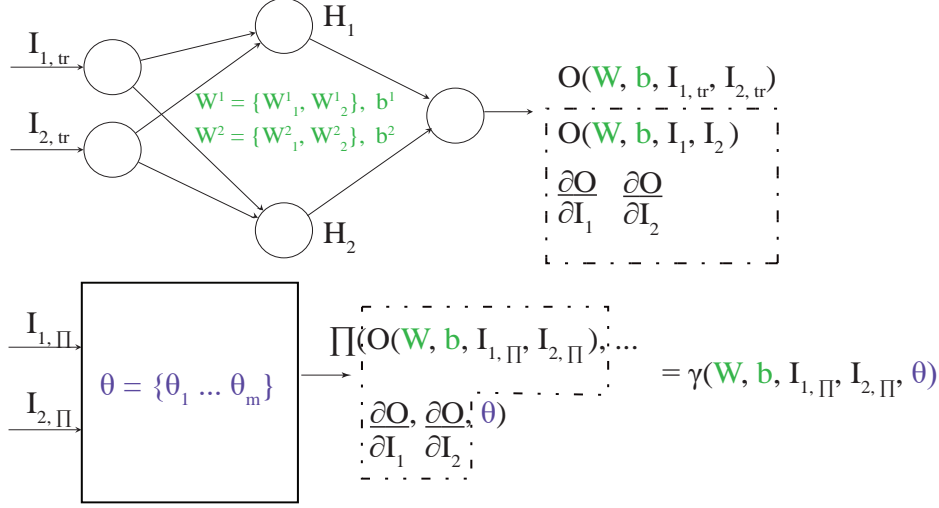 H₁
I₁, tr
W¹ = {W¹₁, W¹₂}, b¹
W² = {W²₁, W²₂}, b²
I₂, tr
H₂
O(W, b, I₁, tr, I₂, tr)
O(W, b, I₁, I₂)
∂O/∂I₁ ∂O/∂I₂
I₁, ∏
I₂, ∏
θ = {θ₁ ... θₘ}
∏(O(W, b, I₁, ∏, I₂, ∏), ...
∂O/∂I₁, ∂O/∂I₂, θ)
= γ(W, b, I₁, ∏, I₂, ∏, θ)